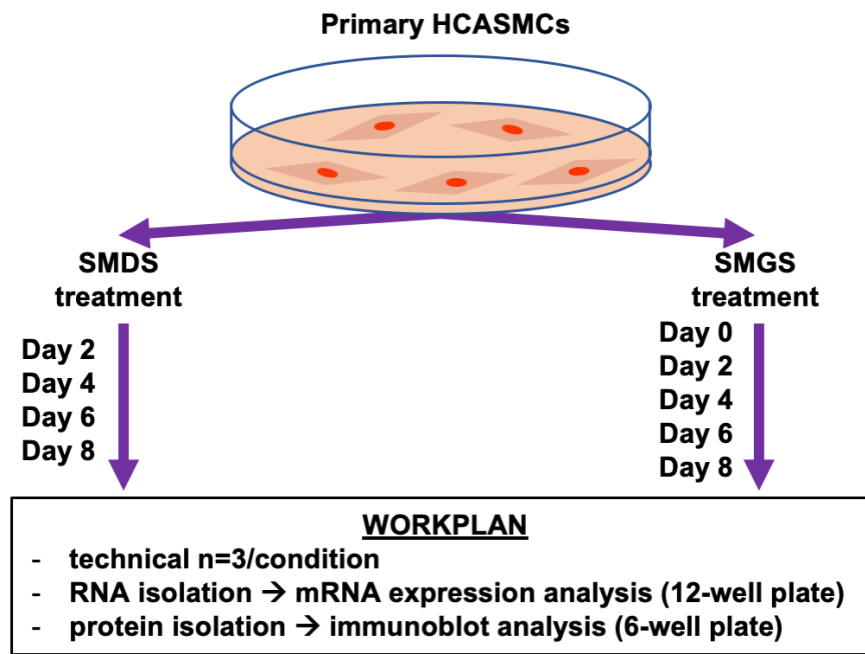 Primary HCASMCs
SMDS
treatment
Day 2
Day 4
Day 6
Day 8
SMGS
treatment
Day 0
Day 2
Day 4
Day 6
Day 8
WORKPLAN
- technical n=3/condition
- RNA isolation → mRNA expression analysis (12-well plate)
- protein isolation → immunoblot analysis (6-well plate)